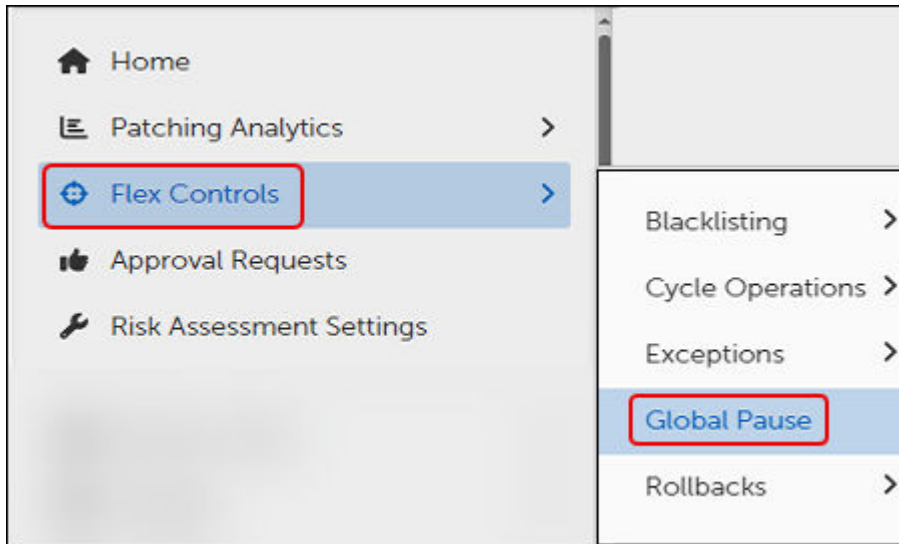 Home
Patching Analytics
Flex Controls
Approval Requests
Risk Assessment Settings
Blacklisting
Cycle Operations
Exceptions
Global Pause
Rollbacks